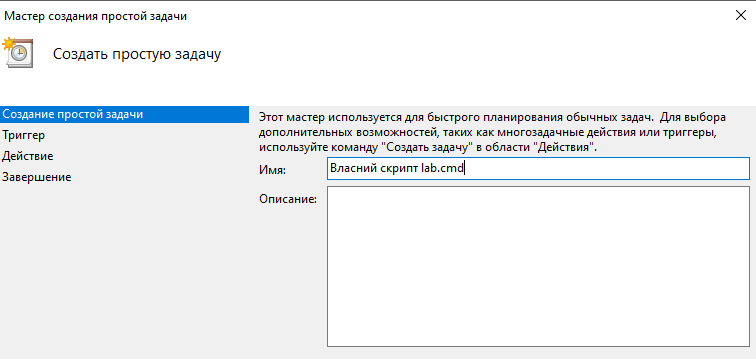 Мастер создания простой задачи
Создать простую задачу
Создание простой задачи
Триггер
Действие
Завершение
Этот мастер используется для быстрого планирования обычных задач. Для выбора
дополнительных возможностей, таких как многозадачные действия или триггеры,
используйте команду "Создать задачу" в области "Действия".
Имя: Власний скрипт lab.cmd
Описание: